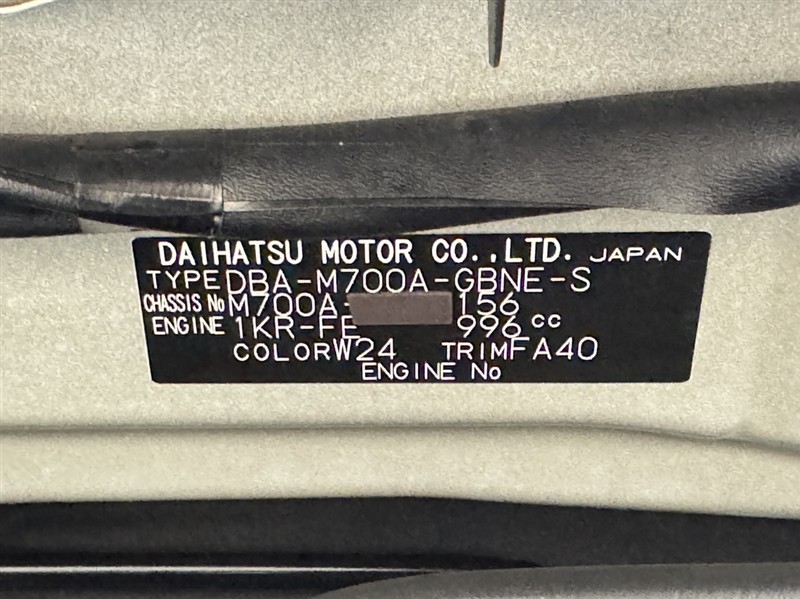 DAIHATSU MOTOR CO.,LTD. JAPAN
TYPE DBA-M700A-GBNE-S
CHASSIS No M700A- 156
ENGINE 1KR-FE 996 cc
COLOR W24 TRIM FA40
ENGINE No